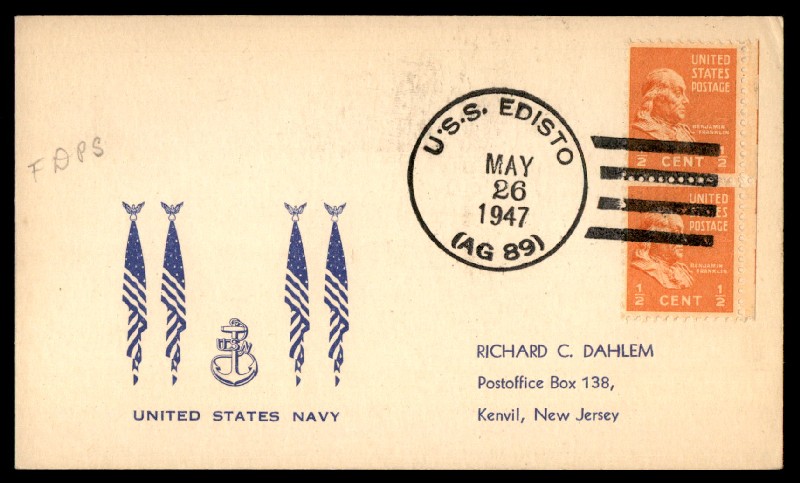 FDPS
U.S.S. EDISTO
MAY
26
1947
(AG 89)
UNITED
STATES
POSTAGE
BENJAMIN
FRANKLIN
1/2 CENT 1/2
UNITED
STATES
POSTAGE
BENJAMIN
FRANKLIN
1/2 CENT 1/2
USN
UNITED STATES NAVY
RICHARD C. DAHLEM
Postoffice Box 138,
Kenvil, New Jersey